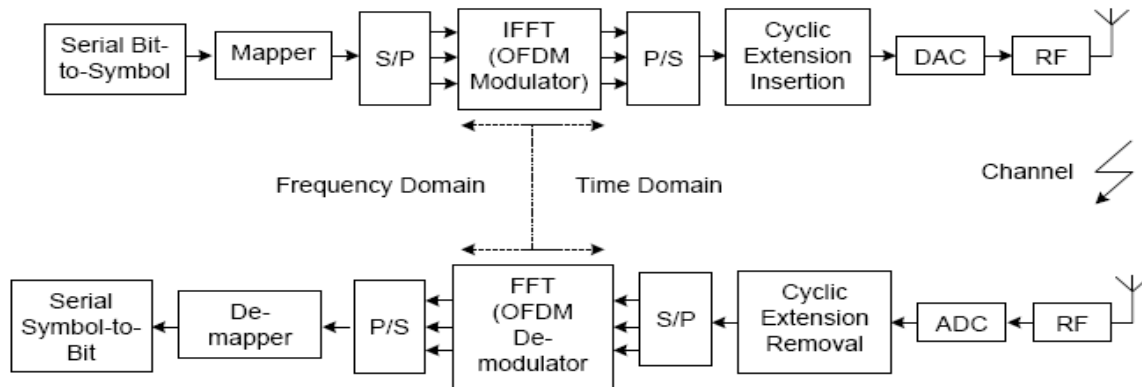 Serial Bit-
to-Symbol
Mapper
S/P
IFFT
(OFDM
Modulator)
P/S
Cyclic
Extension
Insertion
DAC
RF
Frequency Domain
Time Domain
Channel
Serial
Symbol-to-
Bit
De-
mapper
P/S
FFT
(OFDM
De-
modulator
S/P
Cyclic
Extension
Removal
ADC
RF